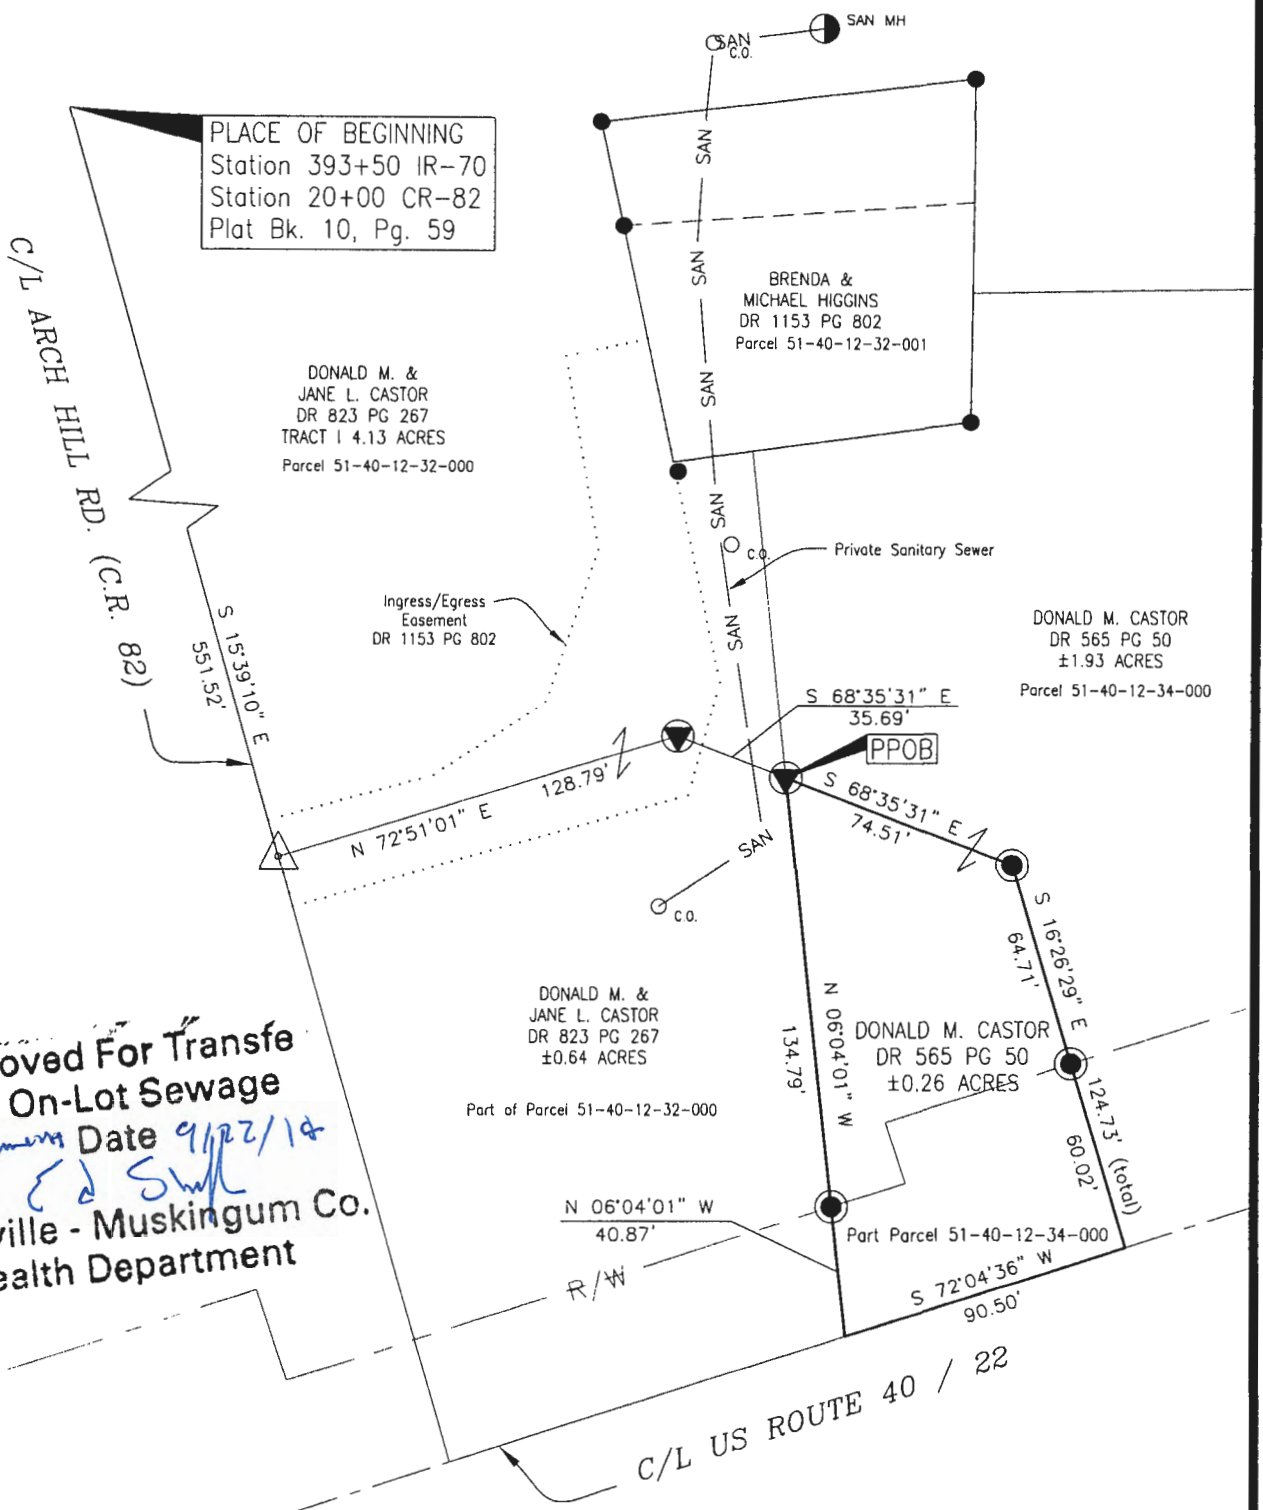 SAN MH
SAN
C.O.
PLACE OF BEGINNING
Station 393+50 IR-70
Station 20+00 CR-82
Plat Bk. 10, Pg. 59
SAN
SAN
SAN
SAN
SAN
BRENDA &
MICHAEL HIGGINS
DR 1153 PG 802
Parcel 51-40-12-32-001
C/L ARCH HILL RD. (C.R. 82)
DONALD M. &
JANE L. CASTOR
DR 823 PG 267
TRACT I 4.13 ACRES
Parcel 51-40-12-32-000
C.O.
Private Sanitary Sewer
Ingress/Egress
Easement
DR 1153 PG 802
DONALD M. CASTOR
DR 565 PG 50
±1.93 ACRES
Parcel 51-40-12-34-000
S 15°39'10" E
551.52'
S 68°35'31" E
35.69'
PPOB
N 72°51'01" E
128.79'
S 68°35'31" E
74.51'
SAN
C.O.
S 16°26'29" E
64.71'
124.73' (total)
60.02'
N 06°04'01" W
134.79'
DONALD M. &
JANE L. CASTOR
DR 823 PG 267
±0.64 ACRES
Part of Parcel 51-40-12-32-000
DONALD M. CASTOR
DR 565 PG 50
±0.26 ACRES
oved For Transfe
On-Lot Sewage
Date 9/22/1
ville - Muskingum Co.
ealth Department
N 06°04'01" W
40.87'
Part Parcel 51-40-12-34-000
R/W
S 72°04'36" W
90.50'
C/L US ROUTE 40 / 22